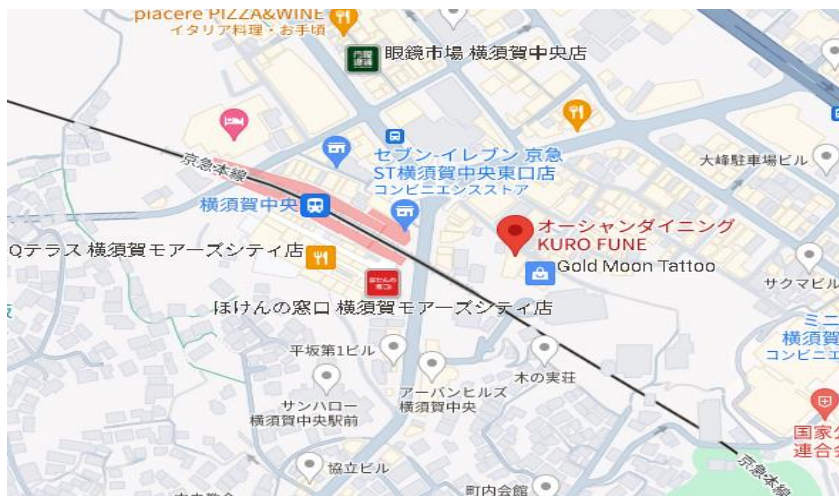 piacere PIZZA&WINE
イタリア料理・お手頃
眼鏡市場 横須賀中央店
京急本線
セブン-イレブン 京急
ST横須賀中央東口店
コンビニエンスストア
大峰駐車場ビル
横須賀中央
オーシャンダイニング
KURO FUNE
Qテラス 横須賀モアーズシティ店
Gold Moon Tattoo
サクマビル
ほけんの窓口 横須賀モアーズシティ店
ミニ
横須賀
コンビニエ
平坂第1ビル
アーバンヒルズ
横須賀中央
木の実荘
サンハロー
横須賀中央駅前
国家公
連合会
協立ビル
京急本線
町内会館